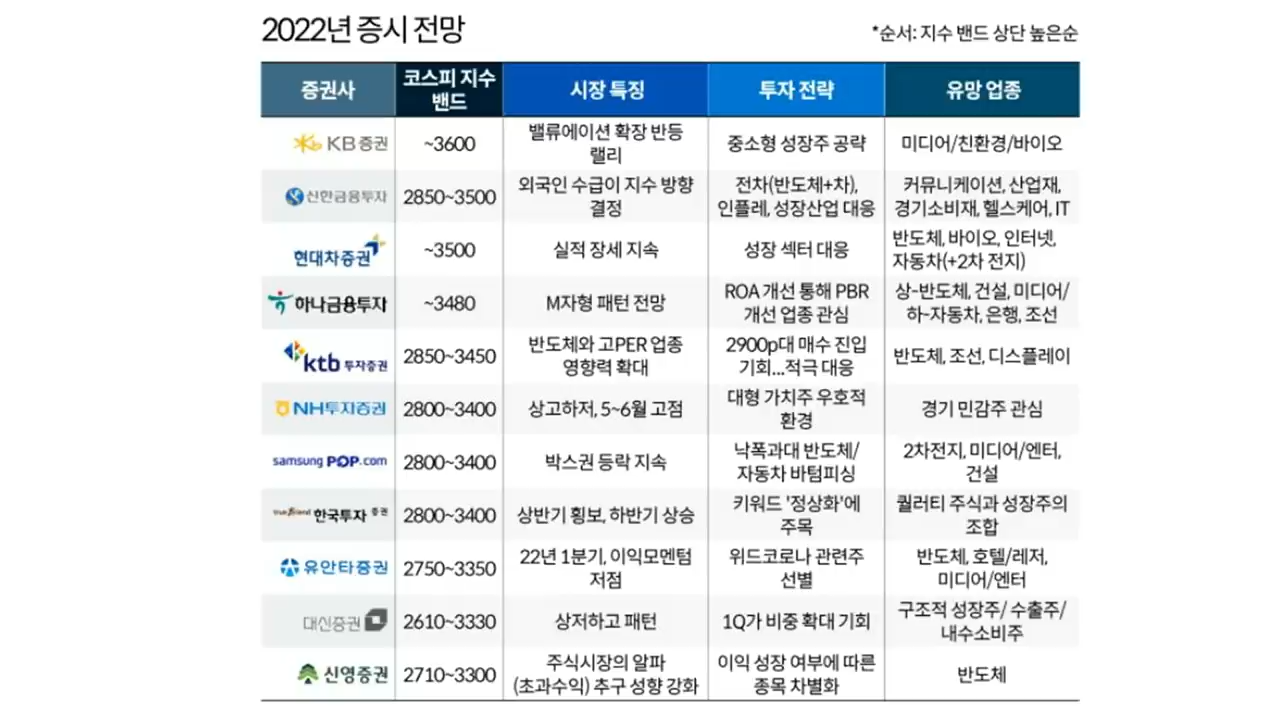 2022년 증시 전망
*순서: 지수 밴드 상단 높은순
증권사
코스피 지수
밴드
시장 특징
투자 전략
유망 업종
KB증권
~3600
밸류에이션 확장 반등
랠리
중소형 성장주 공략
미디어/친환경/바이오
신한금융투자
2850~3500
외국인 수급이 지수 방향
결정
전차(반도체+차),
인플레, 성장산업 대응
커뮤니케이션, 산업재,
경기소비재, 헬스케어, IT
현대차증권
~3500
실적 장세 지속
성장 섹터 대응
반도체, 바이오, 인터넷,
자동차(+2차 전지)
하나금융투자
~3480
M자형 패턴 전망
ROA 개선 통해 PBR
개선 업종 관심
상-반도체, 건설, 미디어/
하-자동차, 은행, 조선
ktb 투자증권
2850~3450
반도체와 고PER 업종
영향력 확대
2900p대 매수 진입
기회...적극 대응
반도체, 조선, 디스플레이
NH투자증권
2800~3400
상고하저, 5~6월 고점
대형 가치주 우호적
환경
경기 민감주 관심
samsung POP.com
2800~3400
박스권 등락 지속
낙폭과대 반도체/
자동차 바텀피싱
2차전지, 미디어/엔터,
건설
true friend 한국투자 증권
2800~3400
상반기 횡보, 하반기 상승
키워드 '정상화'에
주목
퀄러티 주식과 성장주의
조합
유안타증권
2750~3350
22년 1분기, 이익모멘텀
저점
위드코로나 관련주
선별
반도체, 호텔/레저,
미디어/엔터
대신증권
2610~3330
상저하고 패턴
1Q가 비중 확대 기회
구조적 성장주/ 수출주/
내수소비주
신영증권
2710~3300
주식시장의 알파
(초과수익) 추구 성향 강화
이익 성장 여부에 따른
종목 차별화
반도체